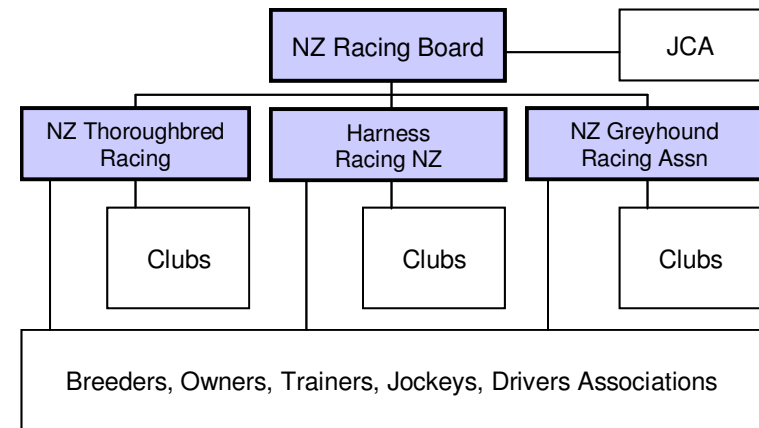 NZ Racing Board
JCA
NZ Thoroughbred
Racing
Harness
Racing NZ
NZ Greyhound
Racing Assn
Clubs
Clubs
Clubs
Breeders, Owners, Trainers, Jockeys, Drivers Associations